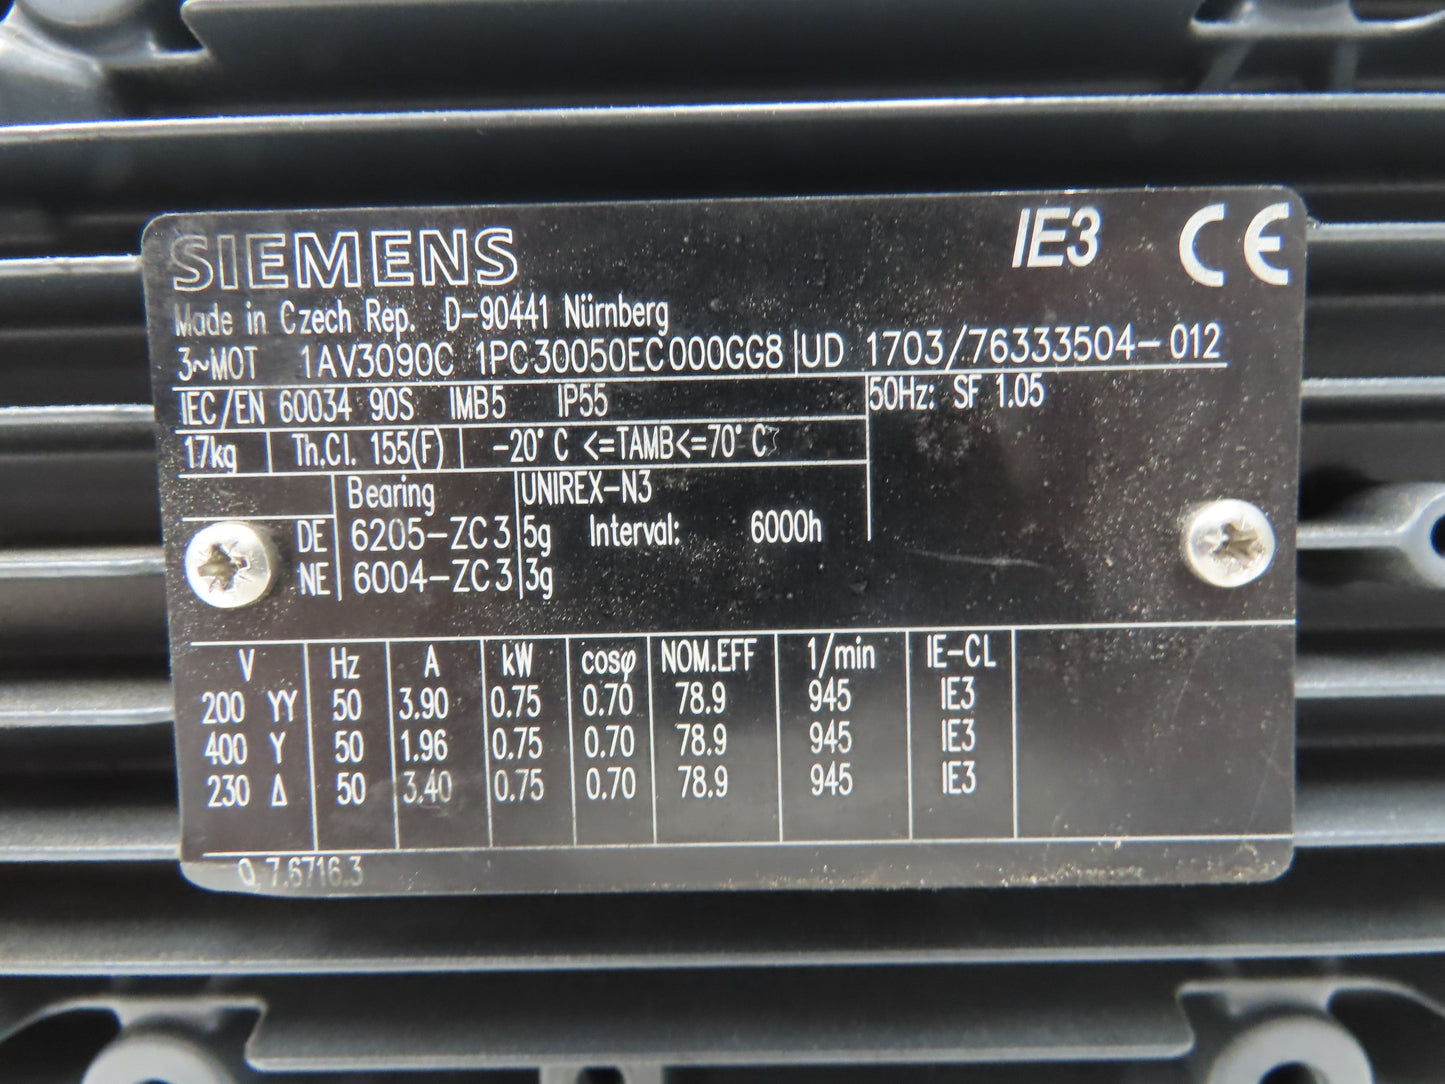 SIEMENS IE3 CE
Made in Czech Rep. D-90441 Nürnberg
3~MOT 1AV3090C 1PC30050EC000GG8 UD 1703/76333504-012
IEC/EN 60034 90S IMB5 IP55 50Hz: SF 1.05
17kg Th.Cl. 155(F) -20° C <=TAMB<=70° C
Bearing UNIREX-N3
DE 6205-ZC3 5g Interval: 6000h
NE 6004-ZC3 3g
V Hz A kW cosφ NOM.EFF 1/min IE-CL
200 YY 50 3.90 0.75 0.70 78.9 945 IE3
400 Y 50 1.96 0.75 0.70 78.9 945 IE3
230 Δ 50 3.40 0.75 0.70 78.9 945 IE3
0 7.6716.3